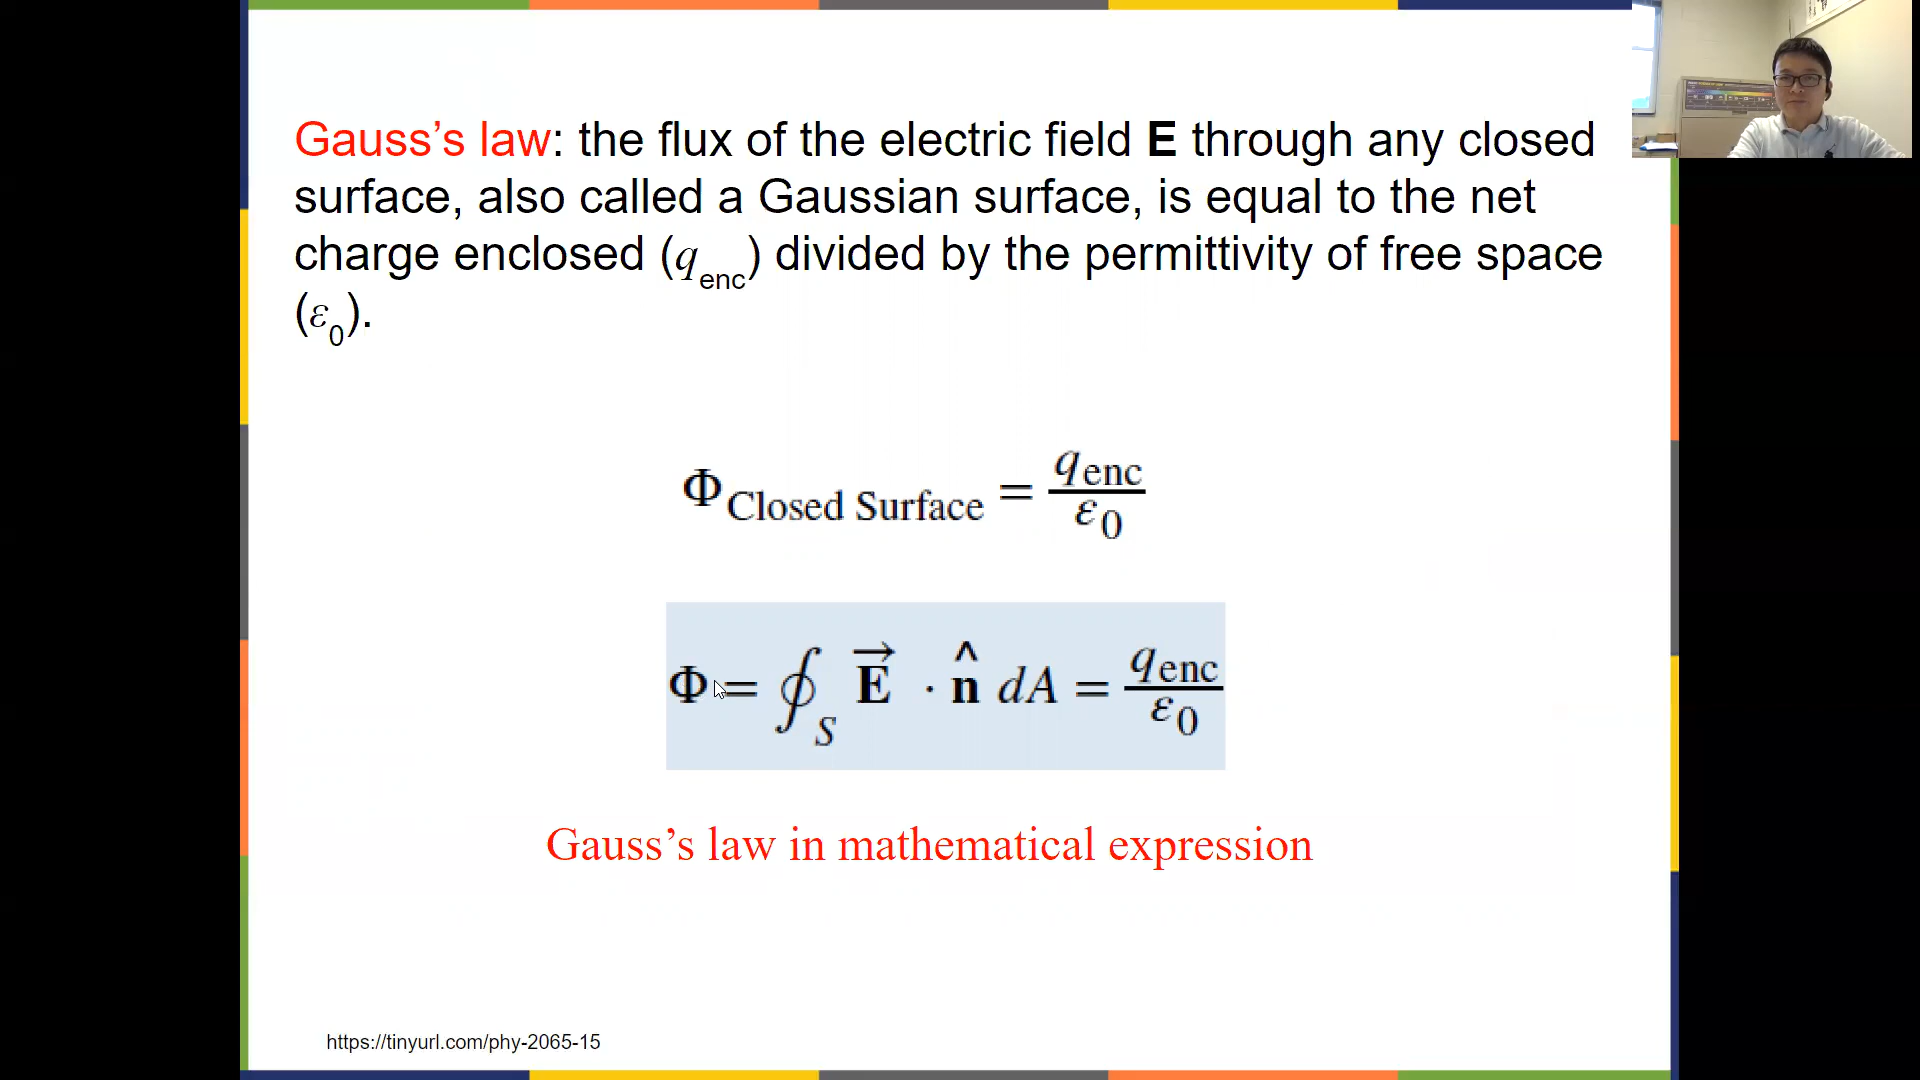 Gauss’s law: the flux of the electric field E through any closed
surface, also called a Gaussian surface, is equal to the net
charge enclosed (q_enc) divided by the permittivity of free space
(ε_0).
Φ_Closed Surface = q_enc / ε_0
Φ = ∮_S E⃗ · n̂ dA = q_enc / ε_0
Gauss’s law in mathematical expression
https://tinyurl.com/phy-2065-15